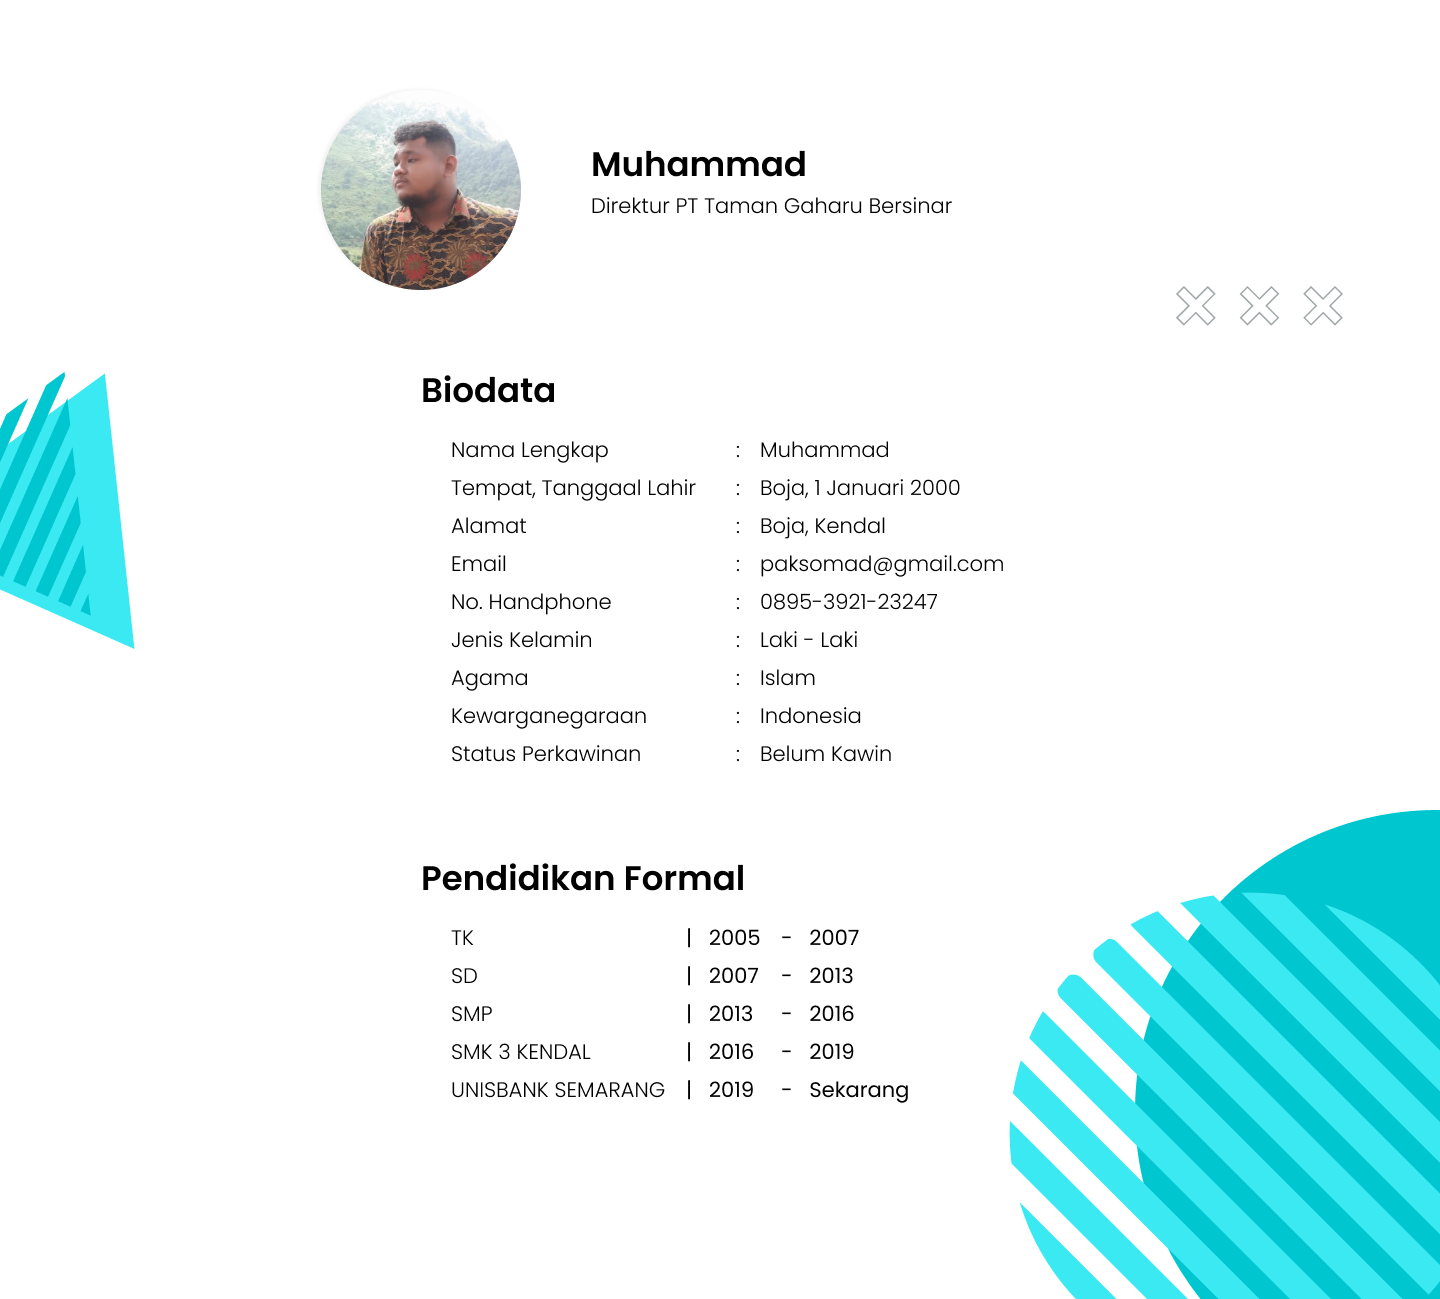 Muhammad
Direktur PT Taman Gaharu Bersinar
Biodata
Nama Lengkap : Muhammad
Tempat, Tanggaal Lahir : Boja, 1 Januari 2000
Alamat : Boja, Kendal
Email : paksomad@gmail.com
No. Handphone : 0895-3921-23247
Jenis Kelamin : Laki - Laki
Agama : Islam
Kewarganegaraan : Indonesia
Status Perkawinan : Belum Kawin
Pendidikan Formal
TK | 2005 - 2007
SD | 2007 - 2013
SMP | 2013 - 2016
SMK 3 KENDAL | 2016 - 2019
UNISBANK SEMARANG | 2019 - Sekarang